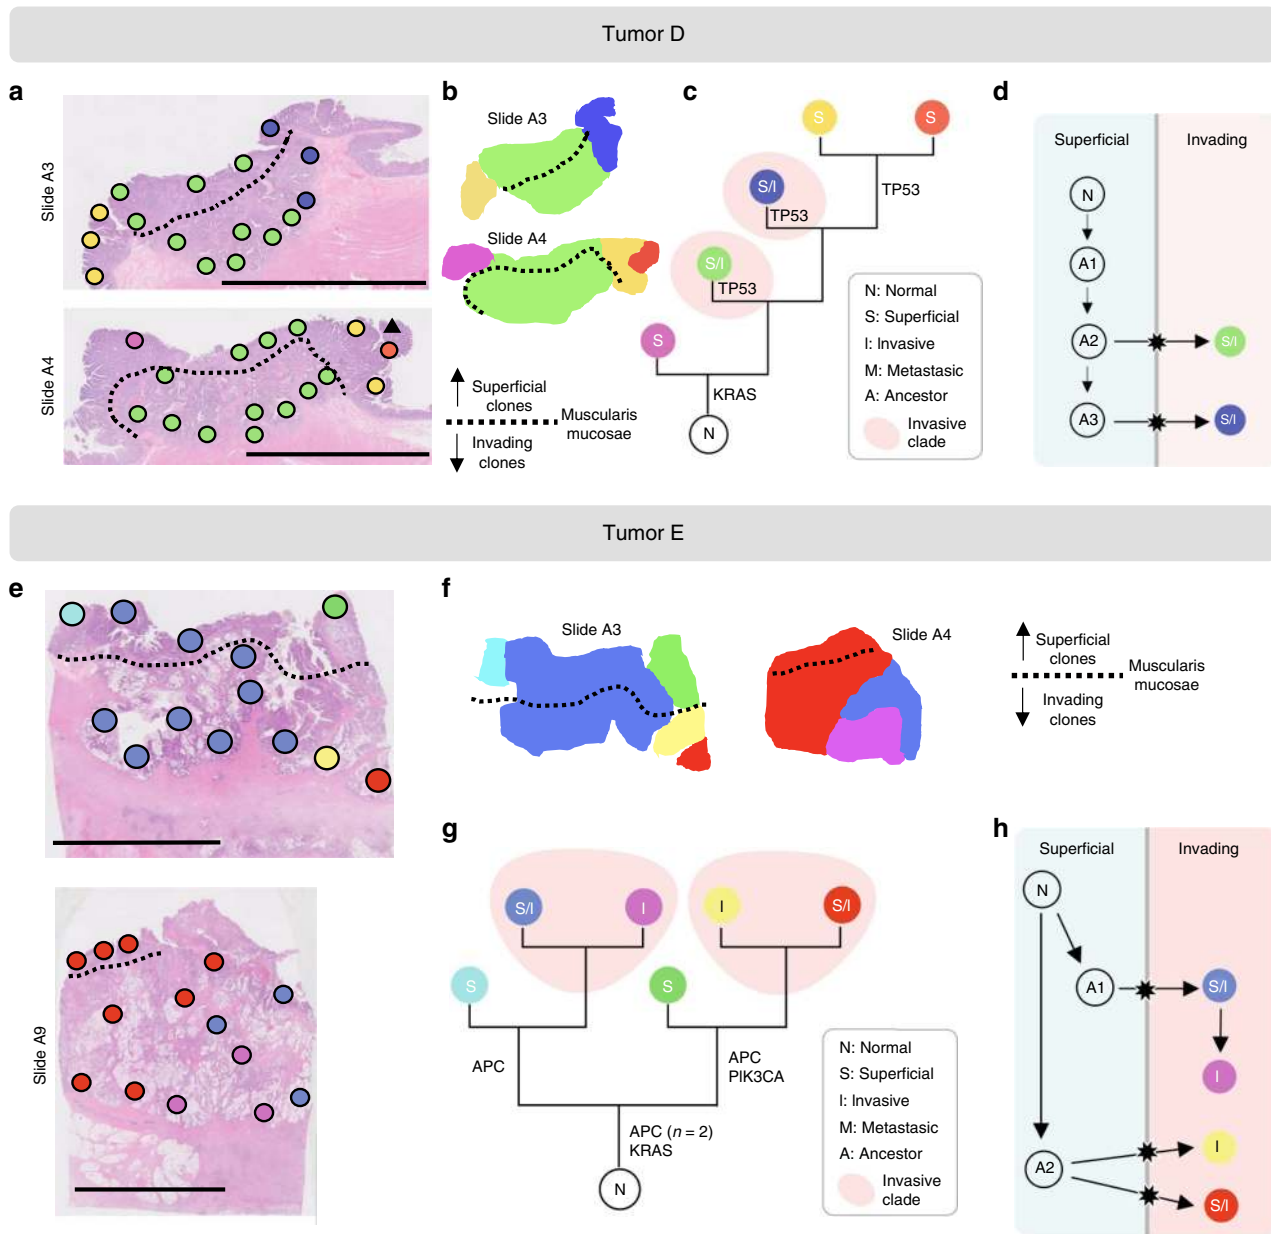 Tumor D
a
Slide A3
Slide A4
b
Slide A3
Slide A4
Superficial
clones
Muscularis
mucosae
Invading
clones
c
S
S
TP53
S/I
TP53
S/I
TP53
S
KRAS
N
N: Normal
S: Superficial
I: Invasive
M: Metastasic
A: Ancestor
Invasive
clade
d
Superficial
Invading
N
A1
A2
S/I
A3
S/I
Tumor E
e
Slide A9
f
Slide A3
Slide A4
Superficial
clones
Muscularis
mucosae
Invading
clones
g
S/I
I
I
S/I
S
S
APC
APC
PIK3CA
APC (n = 2)
KRAS
N
N: Normal
S: Superficial
I: Invasive
M: Metastasic
A: Ancestor
Invasive
clade
h
Superficial
Invading
N
A1
S/I
I
A2
I
S/I